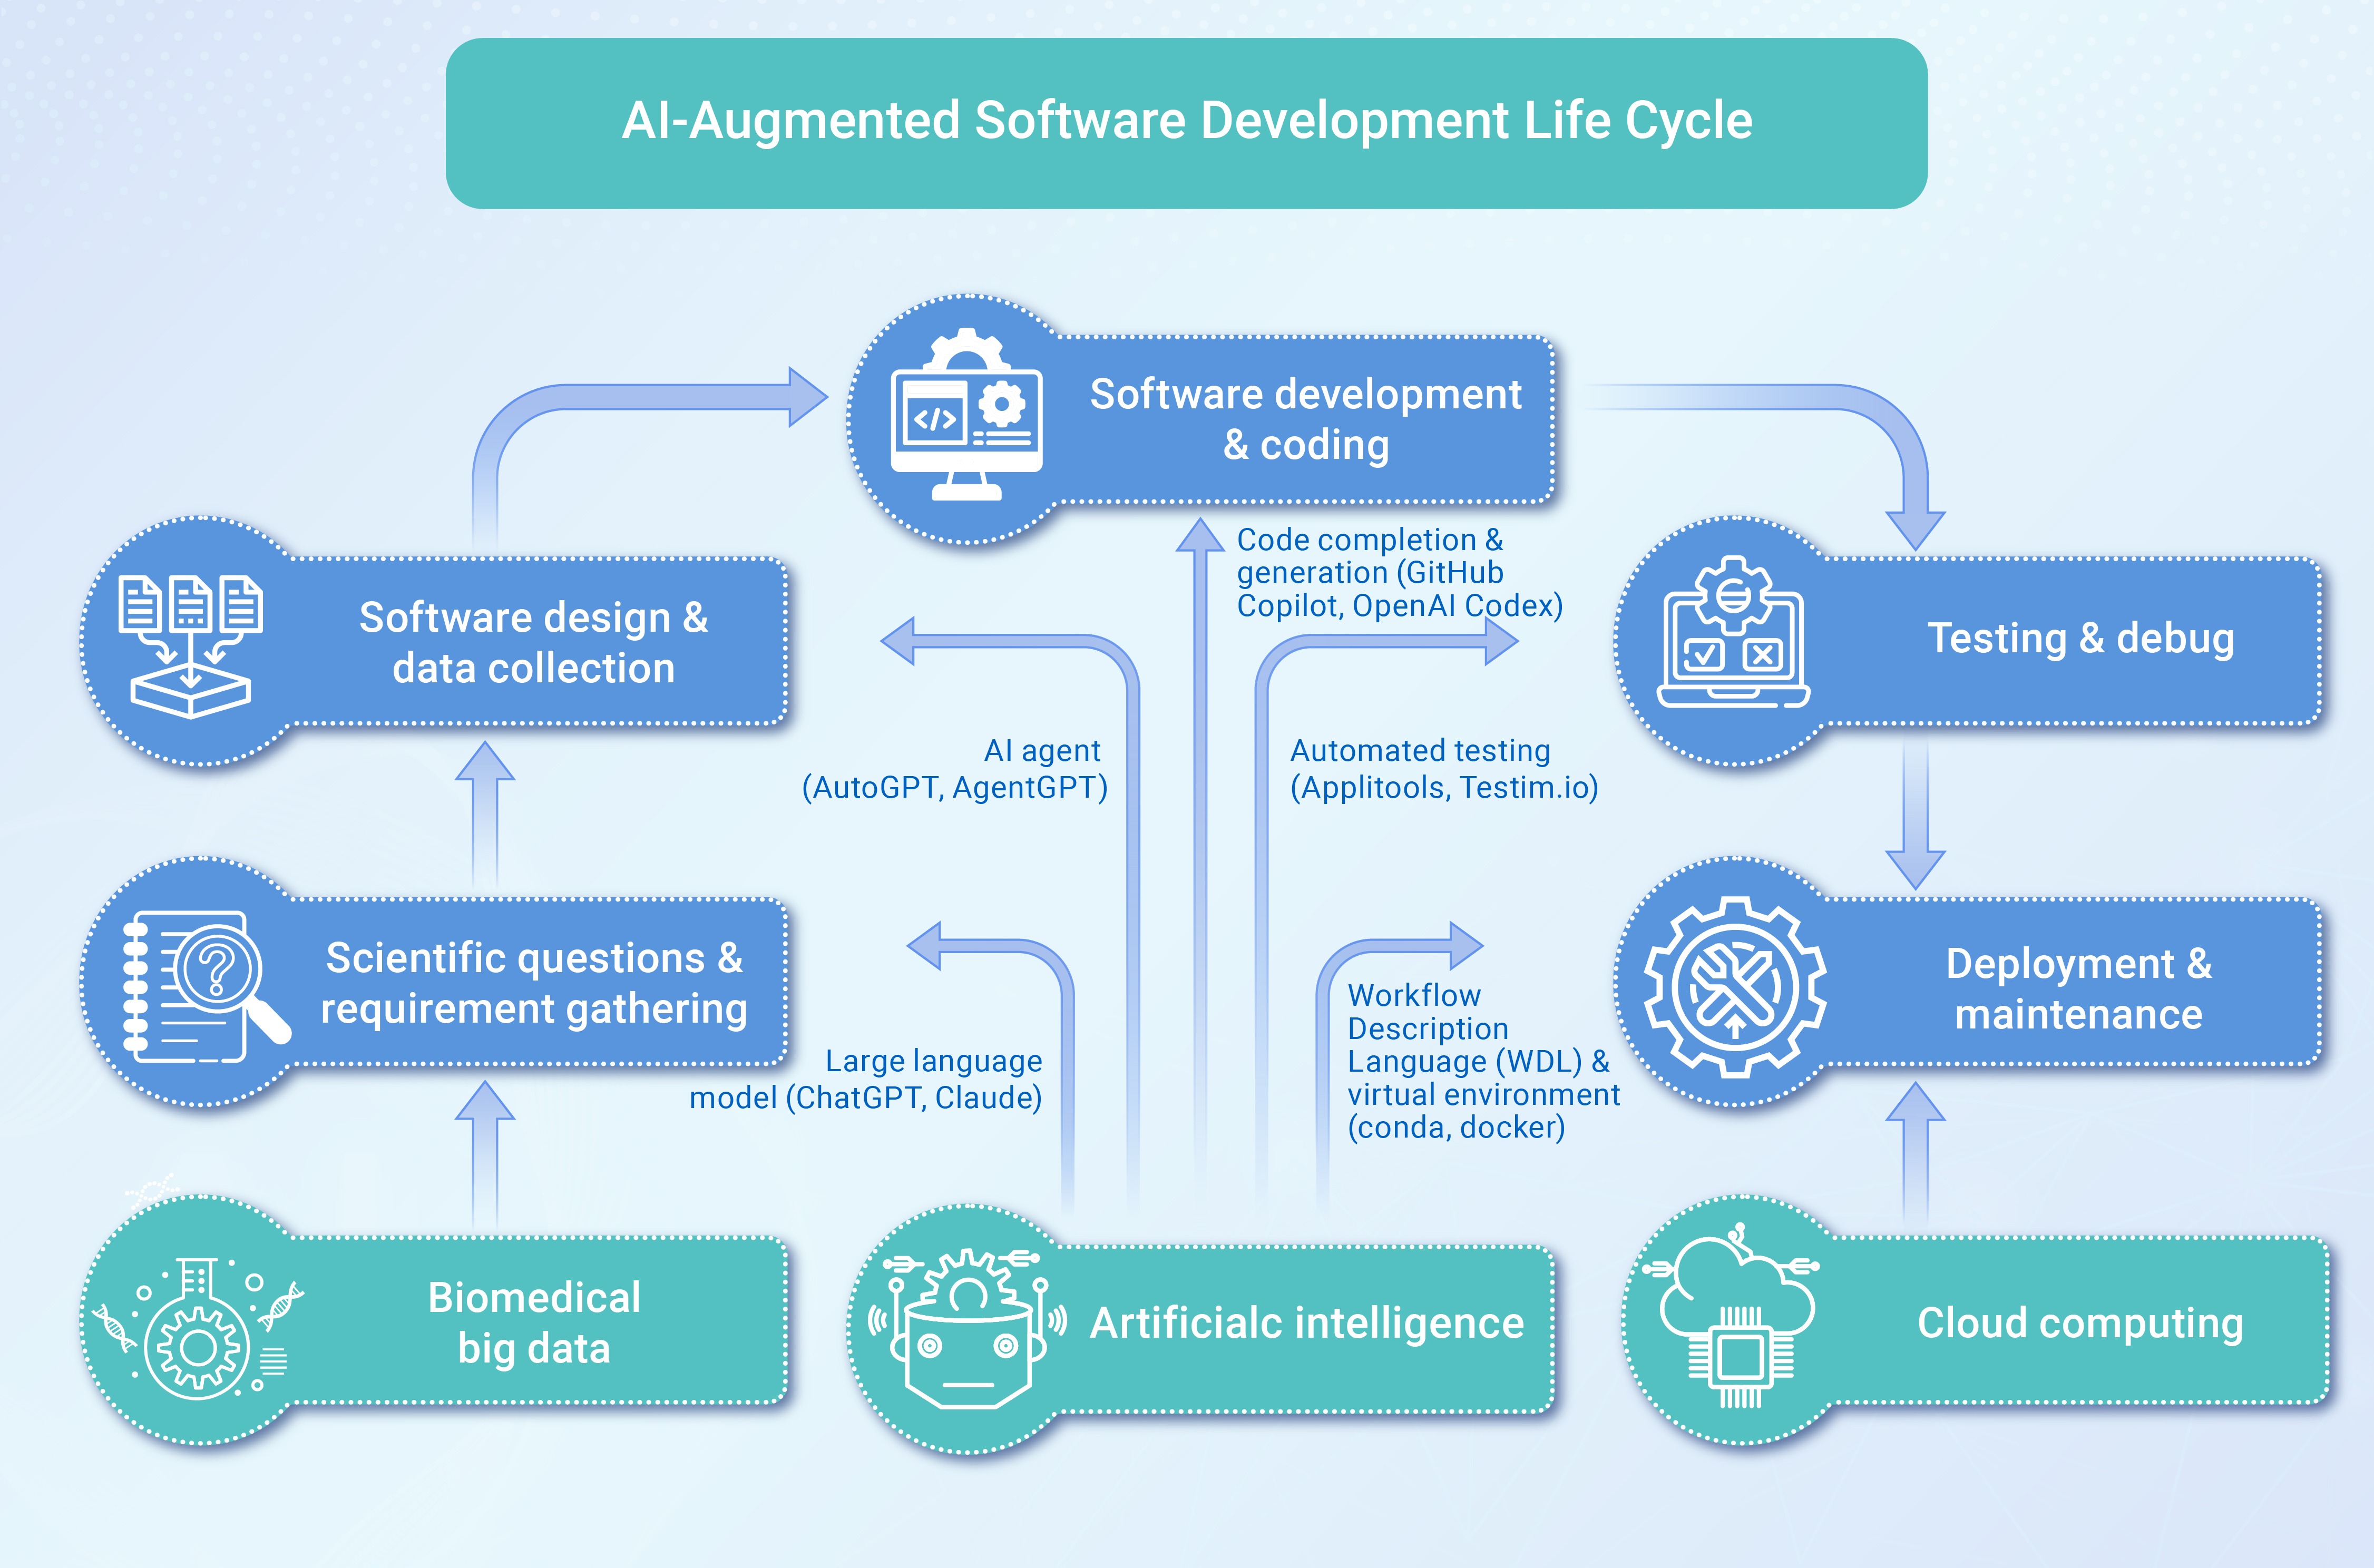 AI-Augmented Software Development Life Cycle
Software development
& coding
Code completion &
generation (GitHub
Copilot, OpenAI Codex)
Software design &
data collection
Testing & debug
AI agent
(AutoGPT, AgentGPT)
Automated testing
(Applitools, Testim.io)
Scientific questions &
requirement gathering
Deployment &
maintenance
Large language
model (ChatGPT, Claude)
Workflow
Description
Language (WDL) &
virtual environment
(conda, docker)
Biomedical
big data
Artificialc intelligence
Cloud computing